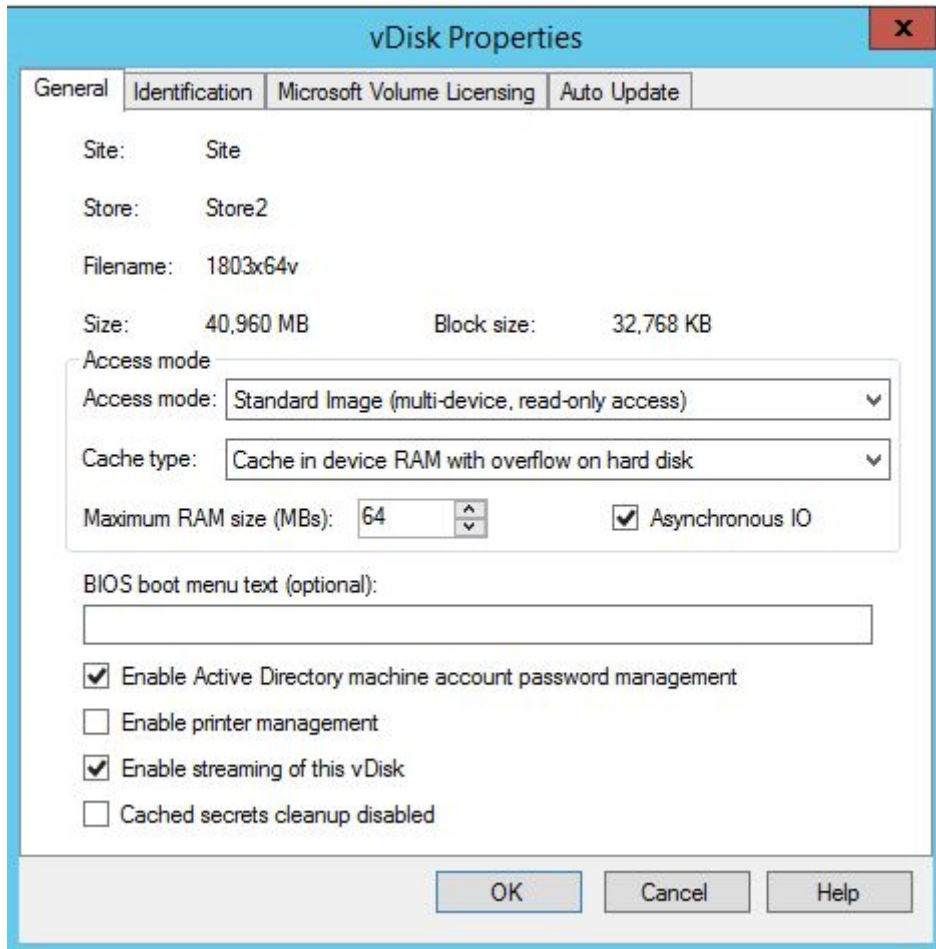 vDisk Properties
x
General Identification Microsoft Volume Licensing Auto Update
Site: Site
Store: Store2
Filename: 1803x64v
Size: 40,960 MB Block size: 32,768 KB
Access mode
Access mode: Standard Image (multi-device, read-only access)
Cache type: Cache in device RAM with overflow on hard disk
Maximum RAM size (MBs): 64 Asynchronous IO
BIOS boot menu text (optional):
Enable Active Directory machine account password management
Enable printer management
Enable streaming of this vDisk
Cached secrets cleanup disabled
OK Cancel Help